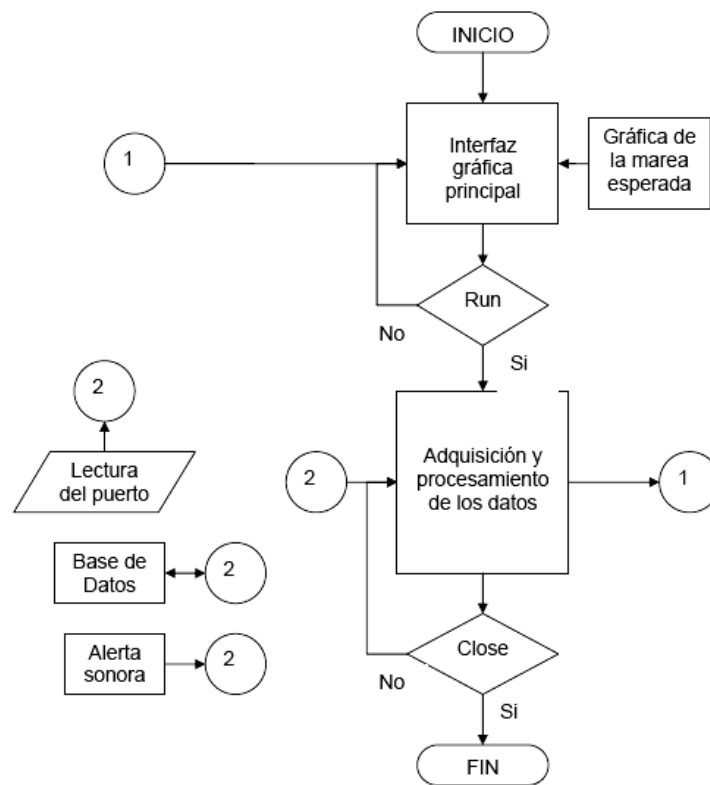 INICIO
1
Interfaz
gráfica
principal
Gráfica de
la marea
esperada
Run
No
Si
2
Lectura
del puerto
2
Adquisición y
procesamiento
de los datos
1
Base de
Datos
2
Alerta
sonora
2
Close
No
Si
FIN